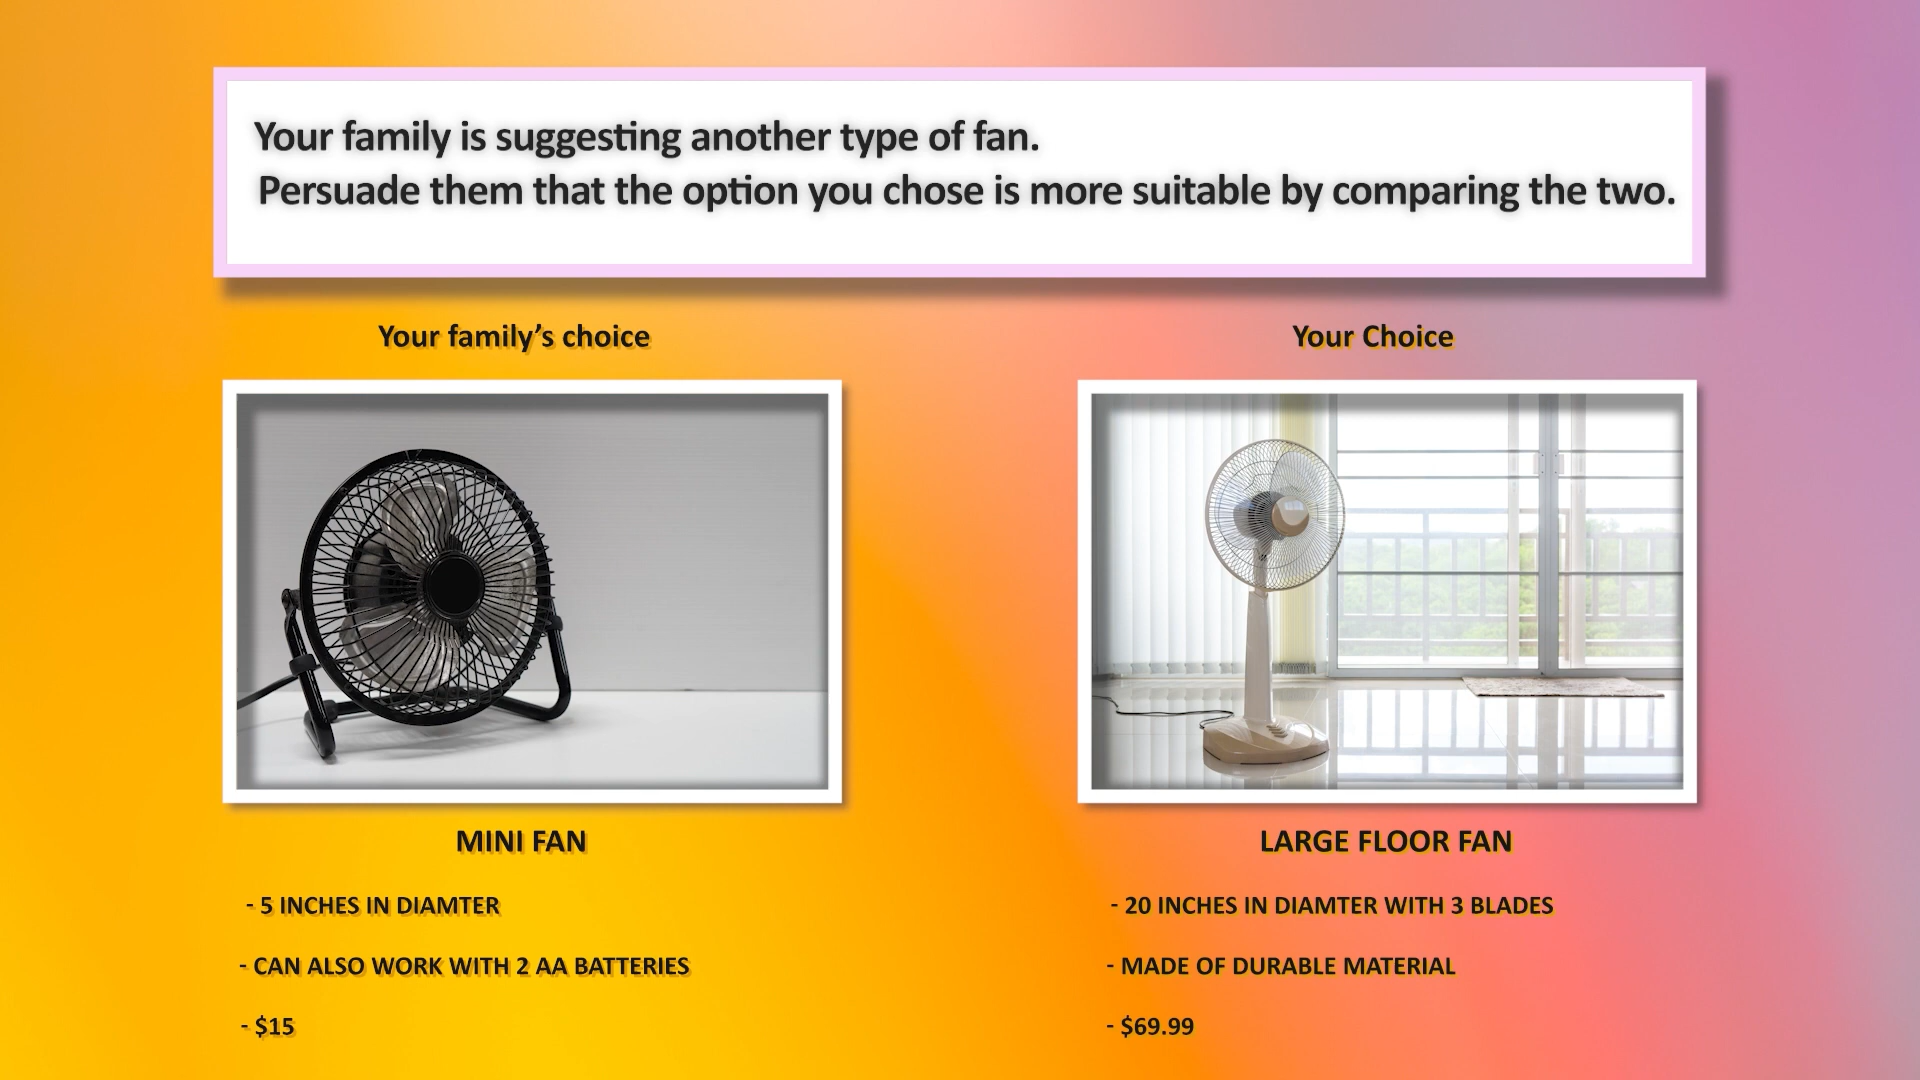 Your family is suggesting another type of fan.
Persuade them that the option you chose is more suitable by comparing the two.
Your family’s choice
Your Choice
MINI FAN
- 5 INCHES IN DIAMTER
- CAN ALSO WORK WITH 2 AA BATTERIES
- $15
LARGE FLOOR FAN
- 20 INCHES IN DIAMTER WITH 3 BLADES
- MADE OF DURABLE MATERIAL
- $69.99